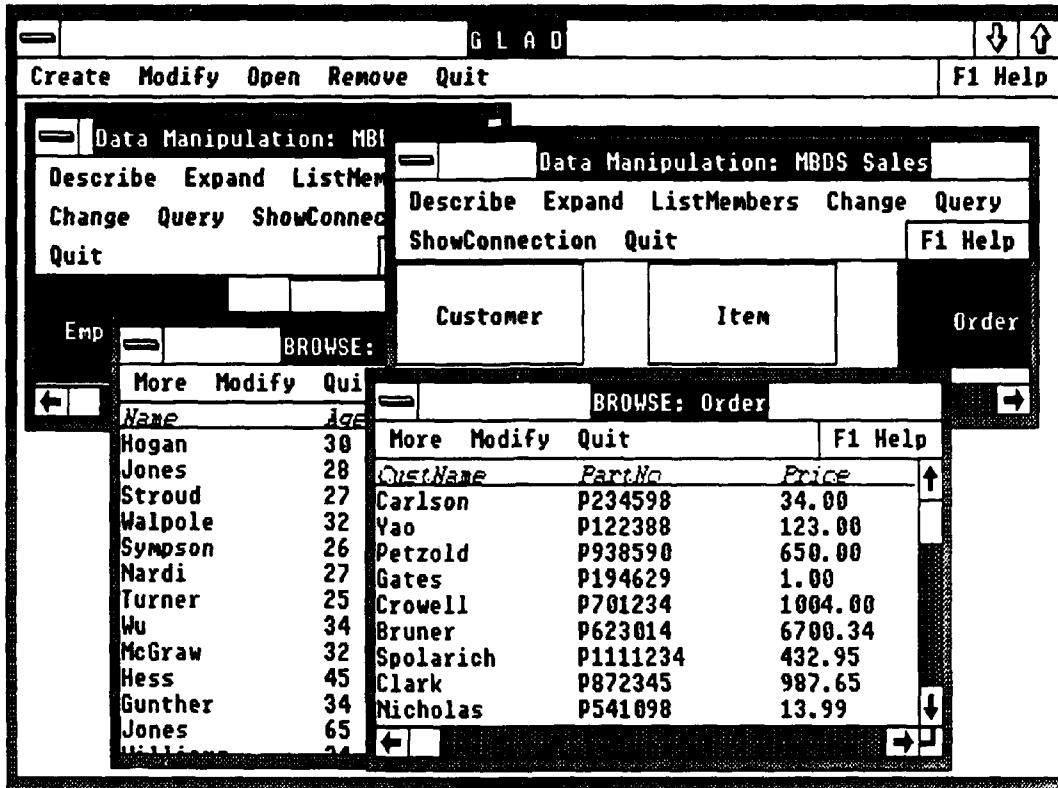 G L A D
Create Modify Open Remove Quit F1 Help
Data Manipulation: MB
Describe Expand ListMem
Change Query ShowConnec
Quit
Emp
Data Manipulation: MBDS Sales
Describe Expand ListMembers Change Query
ShowConnection Quit F1 Help
Customer Item Order
BROWSE:
More Modify Qui
Name Age
Hogan 30
Jones 28
Stroud 27
Walpole 32
Sympson 26
Nardi 27
Turner 25
Wu 34
McGraw 32
Hess 45
Gunther 34
Jones 65
BROWSE: Order
More Modify Quit F1 Help
CustName PartNo Price
Carlson P234598 34.00
Yao P122388 123.00
Petzold P938590 650.00
Gates P194629 1.00
Crowell P701234 1004.00
Bruner P623014 6700.34
Spolarich P1111234 432.95
Clark P872345 987.65
Nicholas P541098 13.99